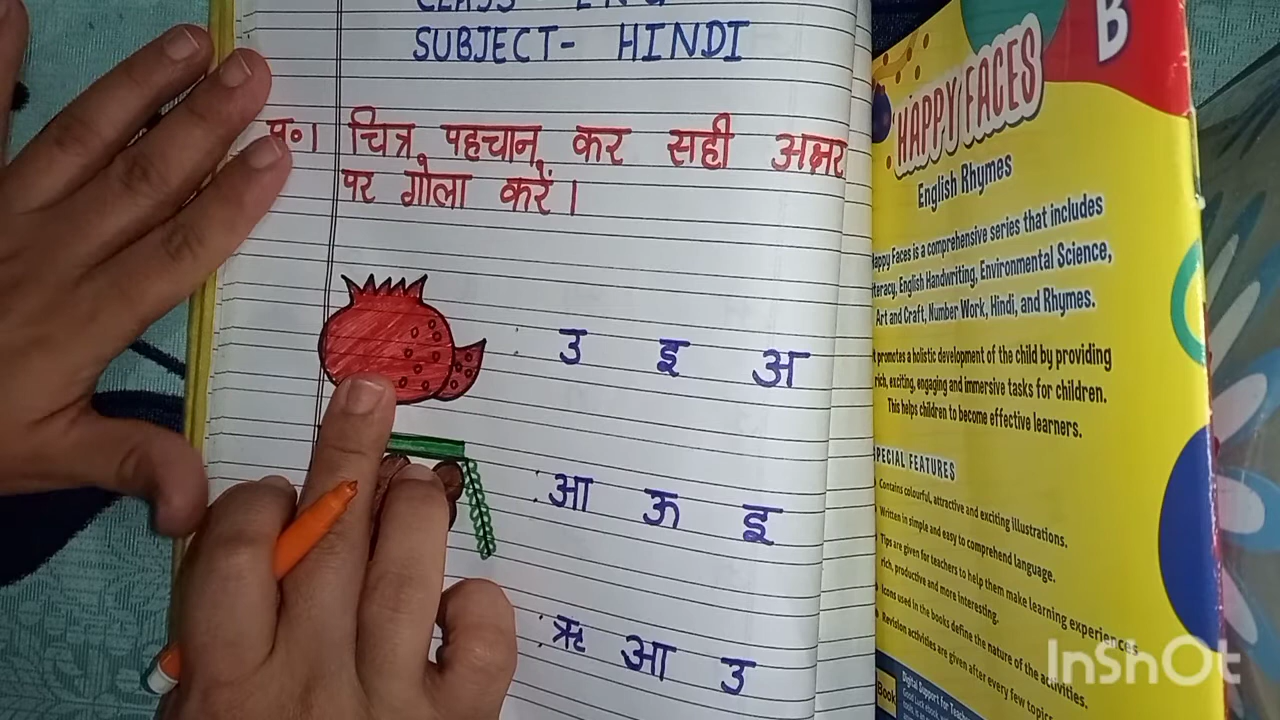 SUBJECT- HINDI
प्र०। चित्र पहचान कर सही अक्षर
पर गोला करें।
उ इ अ
आ ऊ इ
ऋ आ उ
B
HAPPY FACES
English Rhymes
Happy Faces is a comprehensive series that includes
Literacy, English Handwriting, Environmental Science,
Art and Craft, Number Work, Hindi, and Rhymes.
promotes a holistic development of the child by providing
rich, exciting, engaging and immersive tasks for children.
This helps children to become effective learners.
SPECIAL FEATURES
Contains colourful, attractive and exciting illustrations.
Written in simple and easy to comprehend language.
Tips are given for teachers to help them make learning experiences
rich, productive and more interesting.
Icons used in the books define the nature of the activities.
Revision activities are given after every few topics
Book
Digital Support for
InShOt